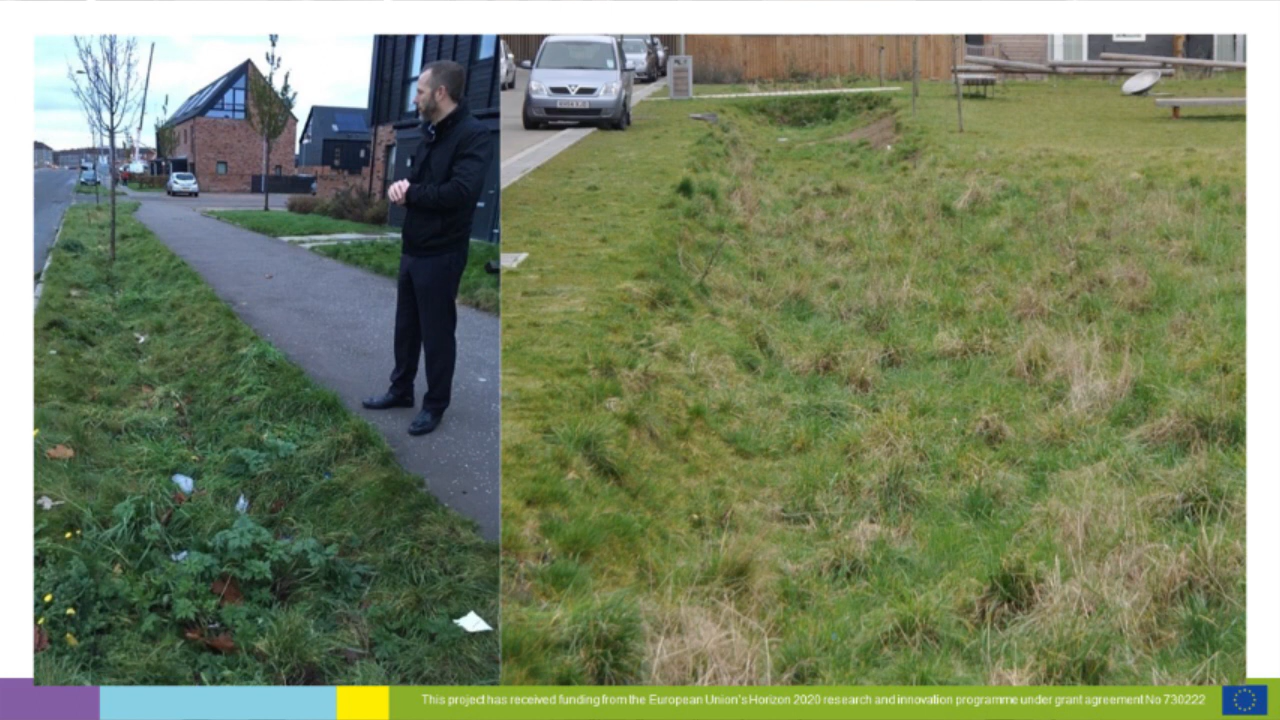 This project has received funding from the European Union's Horizon 2020 research and innovation programme under grant agreement No 730222